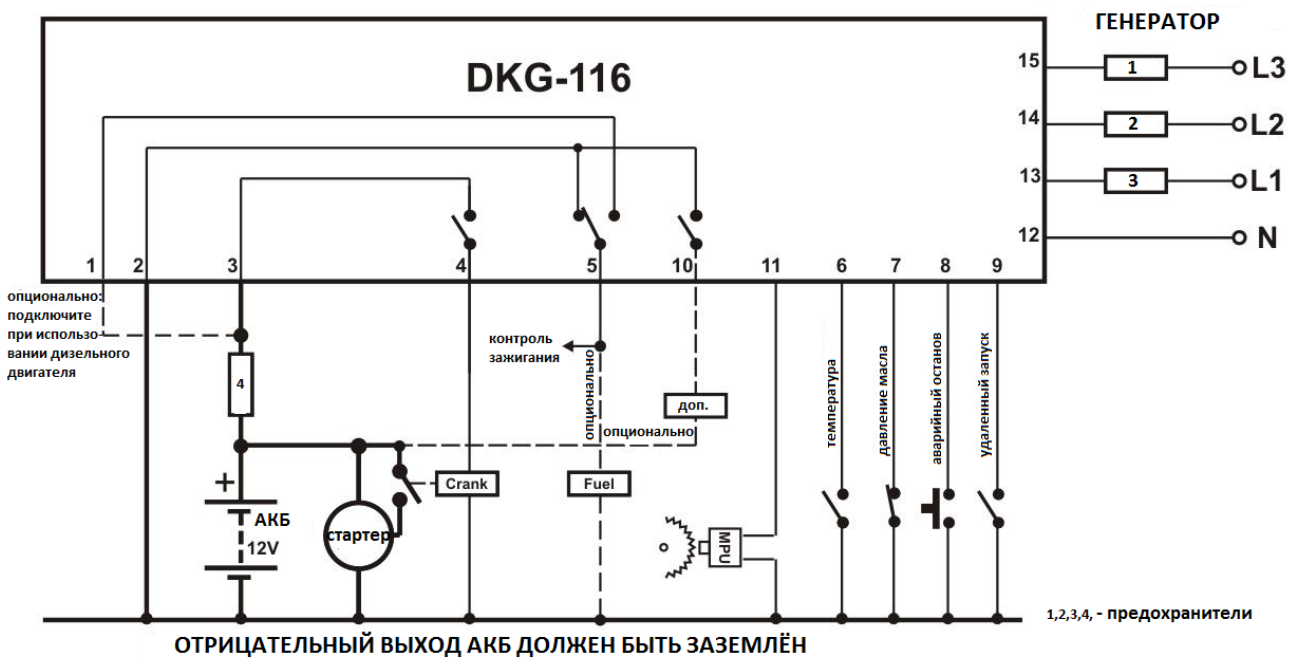 ГЕНЕРАТОР
DKG-116
15
1
L3
14
2
L2
13
3
L1
12
N
1
2
3
4
5
10
11
6
7
8
9
опционально:
подключите
при использо-
вании дизельного
двигателя
4
контроль
зажигания
опционально
доп.
опционально
температура
давление масла
аварийный останов
удаленный запуск
+
АКБ
12V
стартер
Crank
Fuel
MPU
1,2,3,4, - предохранители
ОТРИЦАТЕЛЬНЫЙ ВЫХОД АКБ ДОЛЖЕН БЫТЬ ЗАЗЕМЛЁН